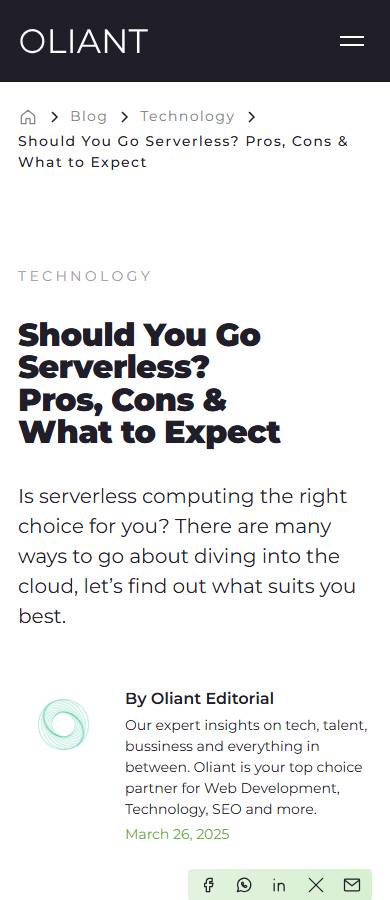 OLIANT
Blog
Technology
Should You Go Serverless? Pros, Cons &
What to Expect
TECHNOLOGY
Should You Go
Serverless?
Pros, Cons &
What to Expect
Is serverless computing the right
choice for you? There are many
ways to go about diving into the
cloud, let’s find out what suits you
best.
By Oliant Editorial
Our expert insights on tech, talent,
bussiness and everything in
between. Oliant is your top choice
partner for Web Development,
Technology, SEO and more.
March 26, 2025